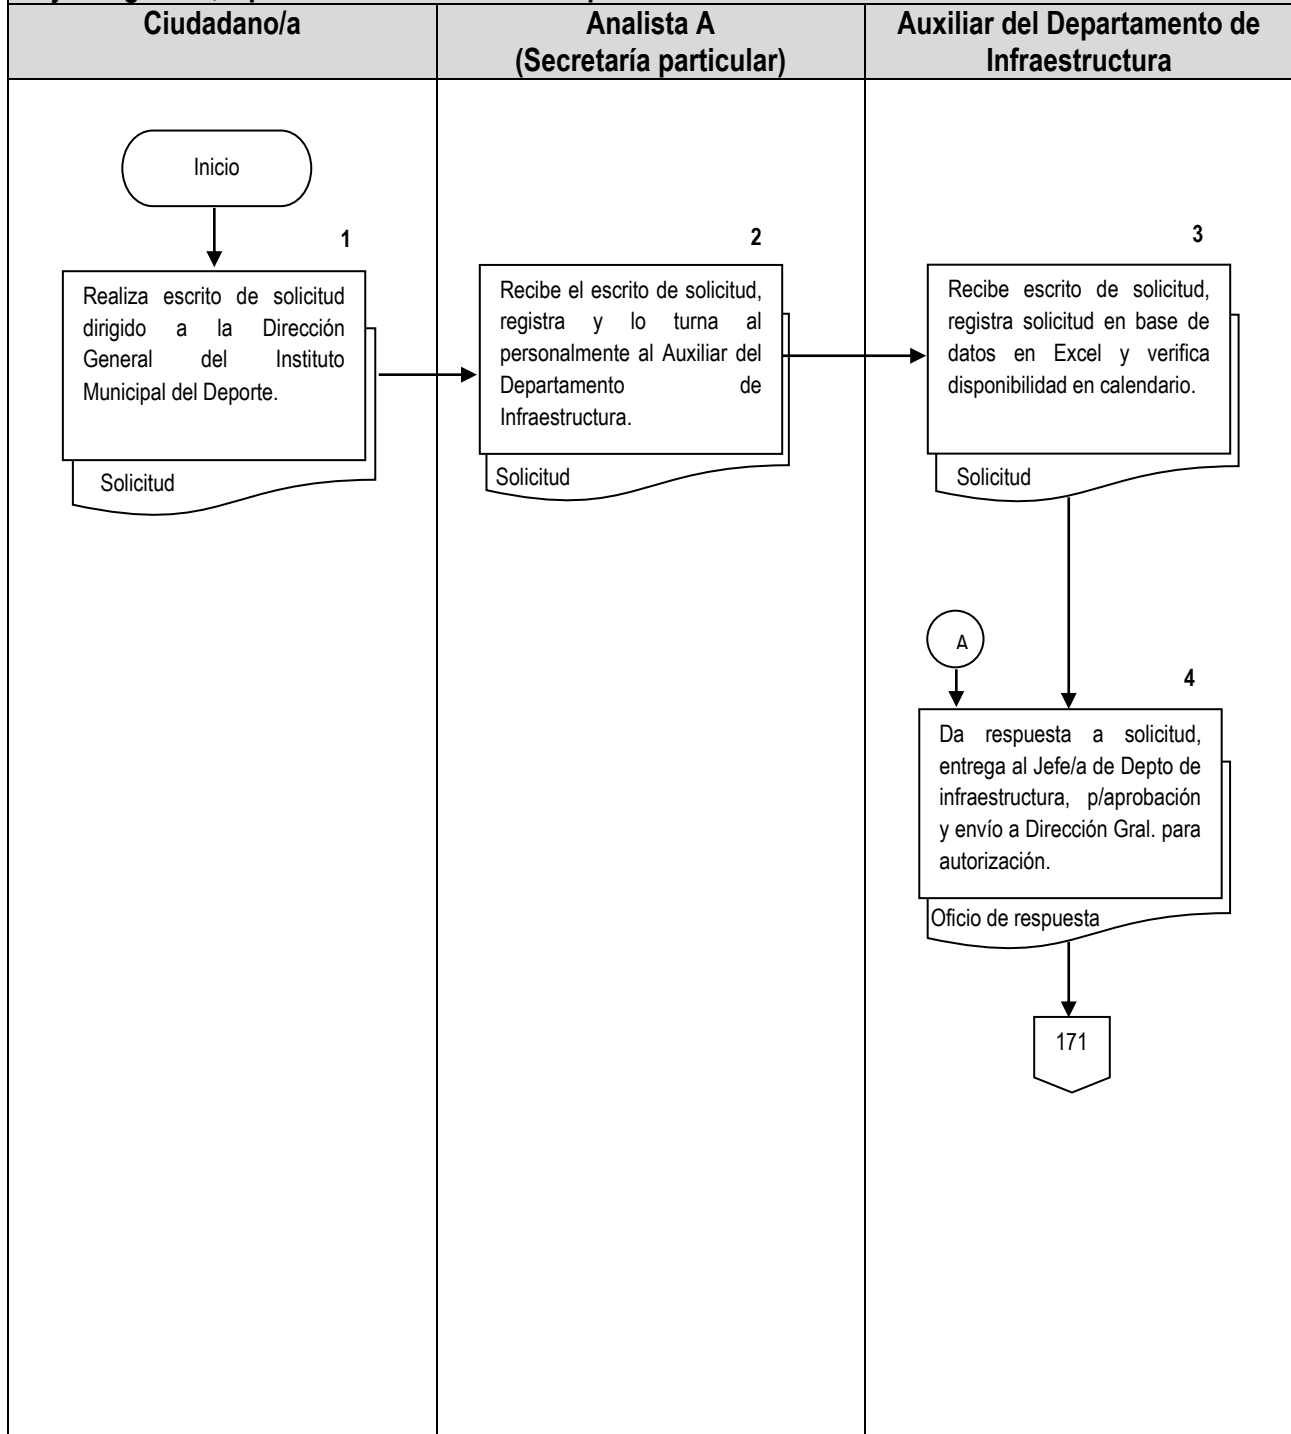 Ciudadano/a
Analista A
(Secretaría particular)
Auxiliar del Departamento de
Infraestructura
Inicio
1
Realiza escrito de solicitud
dirigido a la Dirección
General del Instituto
Municipal del Deporte.
Solicitud
2
Recibe el escrito de solicitud,
registra y lo turna al
personalmente al Auxiliar del
Departamento de
Infraestructura.
Solicitud
3
Recibe escrito de solicitud,
registra solicitud en base de
datos en Excel y verifica
disponibilidad en calendario.
Solicitud
A
4
Da respuesta a solicitud,
entrega al Jefe/a de Depto de
infraestructura, p/aprobación
y envío a Dirección Gral. para
autorización.
Oficio de respuesta
171